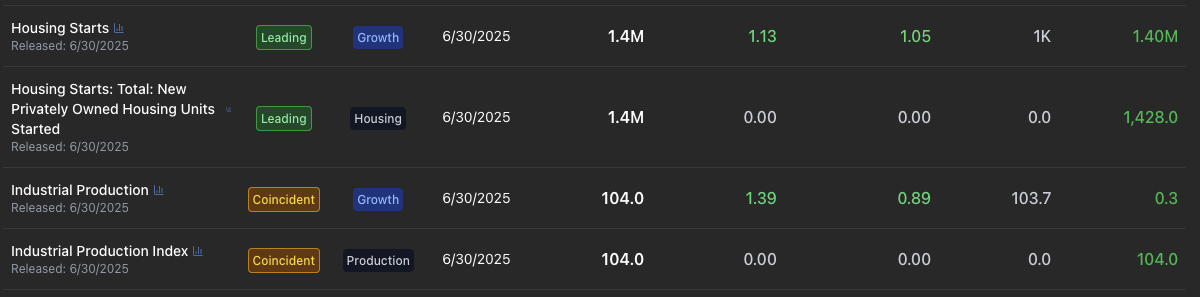 Housing Starts
Released: 6/30/2025
Leading
Growth
6/30/2025
1.4M
1.13
1.05
1K
1.40M
Housing Starts: Total: New
Privately Owned Housing Units
Started
Released: 6/30/2025
Leading
Housing
6/30/2025
1.4M
0.00
0.00
0.0
1,428.0
Industrial Production
Released: 6/30/2025
Coincident
Growth
6/30/2025
104.0
1.39
0.89
103.7
0.3
Industrial Production Index
Released: 6/30/2025
Coincident
Production
6/30/2025
104.0
0.00
0.00
0.0
104.0